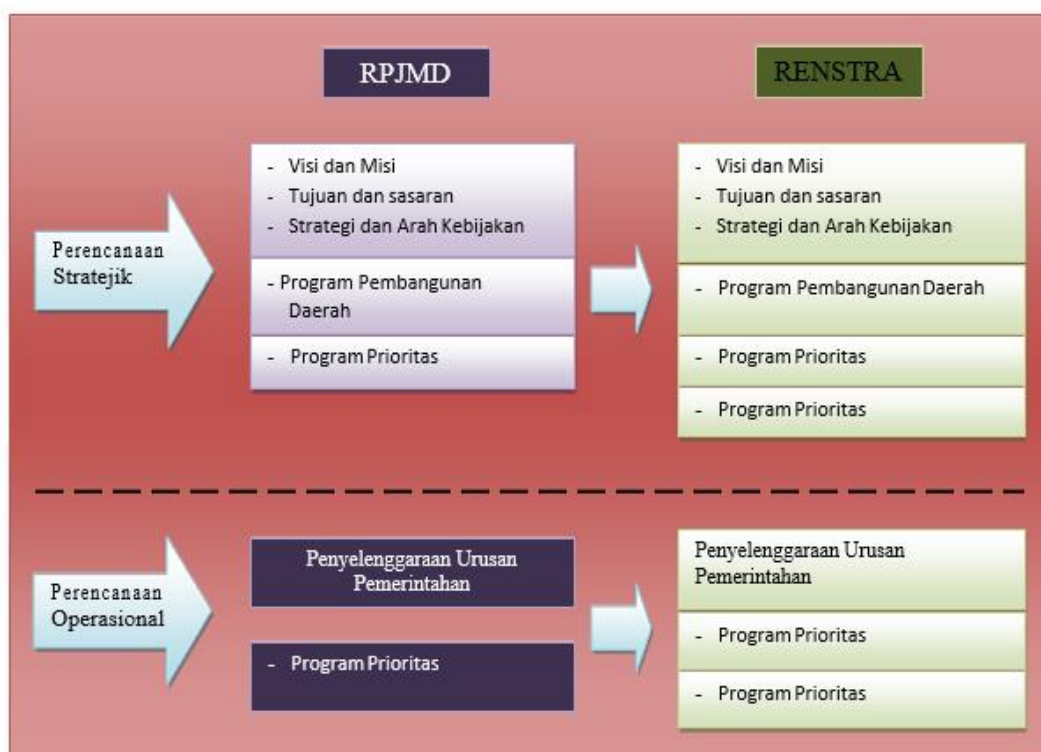 RPJMD
RENSTRA
Perencanaan
Stratejik
- Visi dan Misi
- Tujuan dan sasaran
- Strategi dan Arah Kebijakan
- Program Pembangunan
Daerah
- Program Prioritas
- Visi dan Misi
- Tujuan dan sasaran
- Strategi dan Arah Kebijakan
- Program Pembangunan Daerah
- Program Prioritas
- Program Prioritas
Perencanaan
Operasional
Penyelenggaraan Urusan
Pemerintahan
- Program Prioritas
Penyelenggaraan Urusan
Pemerintahan
- Program Prioritas
- Program Prioritas